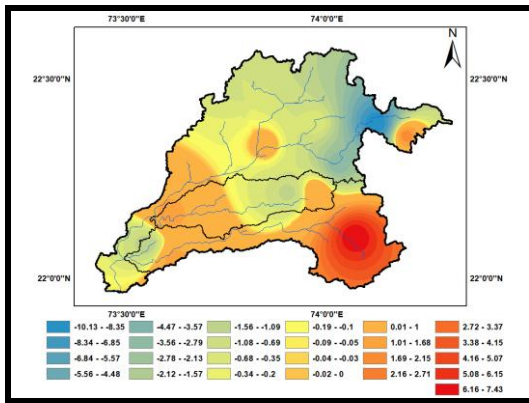 73°30'0"E 74°0'0"E
N
22°30'0"N 22°30'0"N
22°0'0"N 22°0'0"N
73°30'0"E 74°0'0"E
-10.13 - -8.35 -4.47 - -3.57 -1.56 - -1.09 -0.19 - -0.1 0.01 - 1 2.72 - 3.37
-8.34 - -6.85 -3.56 - -2.79 -1.08 - -0.69 -0.09 - -0.05 1.01 - 1.68 3.38 - 4.15
-6.84 - -5.57 -2.78 - -2.13 -0.68 - -0.35 -0.04 - -0.03 1.69 - 2.15 4.16 - 5.07
-5.56 - -4.48 -2.12 - -1.57 -0.34 - -0.2 -0.02 - 0 2.16 - 2.71 5.08 - 6.15
6.16 - 7.43